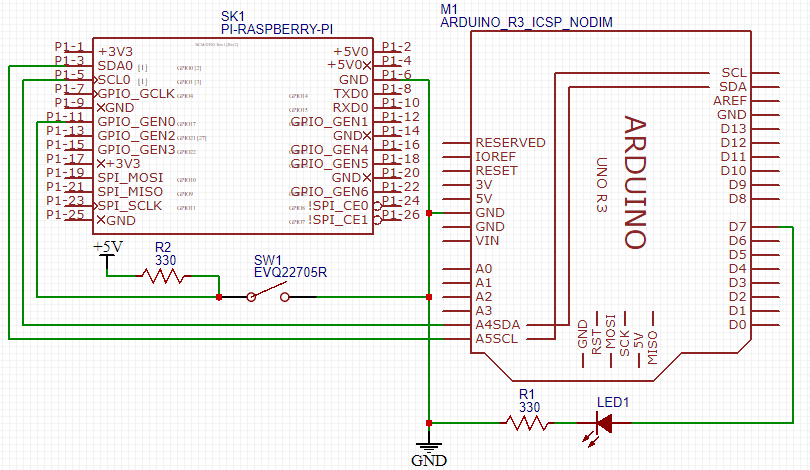 SK1
PI-RASPBERRY-PI
P1-1 +3V3 +5V0 P1-2
P1-3 SDA0 +5V0 P1-4
P1-5 SCL0 GND P1-6
P1-7 GPIO_GCLK TXD0 P1-8
P1-9 GND RXD0 P1-10
P1-11 GPIO_GEN0 GPIO_GEN1 P1-12
P1-13 GPIO_GEN2 GND P1-14
P1-15 GPIO_GEN3 GPIO_GEN4 P1-16
P1-17 +3V3 GPIO_GEN5 P1-18
P1-19 SPI_MOSI GND P1-20
P1-21 SPI_MISO GPIO_GEN6 P1-22
P1-23 SPI_SCLK !SPI_CE0 P1-24
P1-25 GND !SPI_CE1 P1-26
+5V
R2
330
SW1
EVQ22705R
M1
ARDUINO_R3_ICSP_NODIM
SCL
SDA
AREF
GND
D13
D12
D11
D10
D9
D8
D7
D6
D5
D4
D3
D2
D1
D0
RESERVED
IOREF
RESET
3V
5V
GND
GND
VIN
A0
A1
A2
A3
A4SDA
A5SCL
ARDUINO
UNO R3
GND
RST
MOSI
SCK
5V
MISO
R1
330
LED1
GND